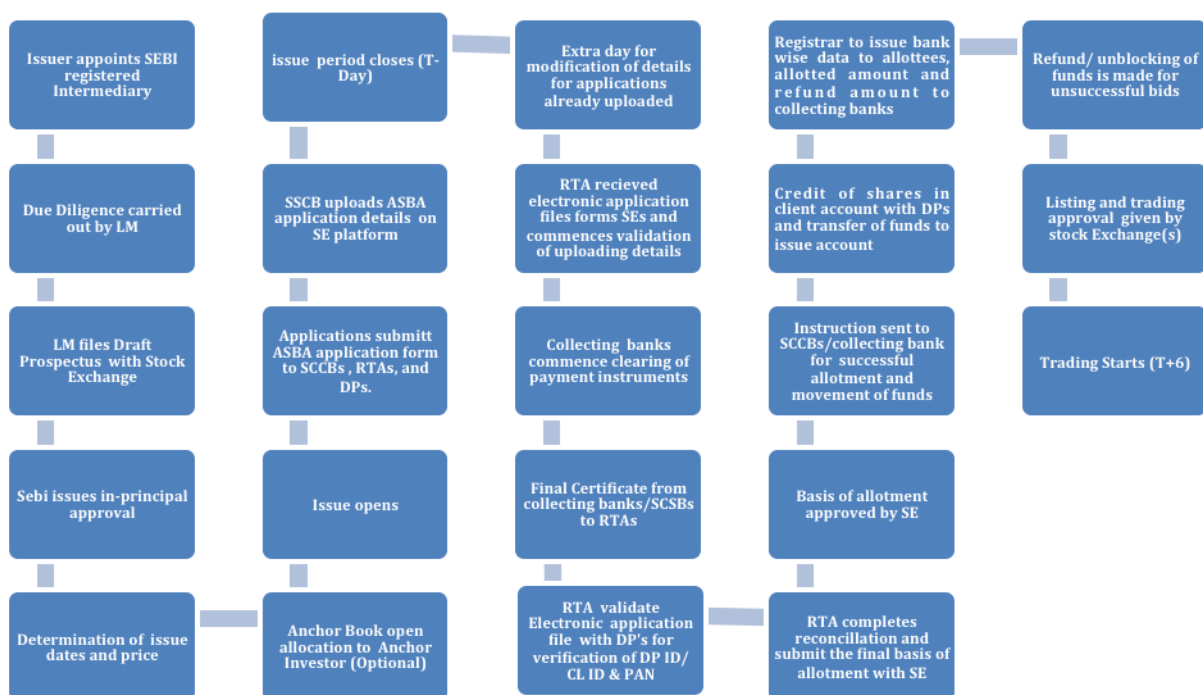 Issuer appoints SEBI
registered
Intermediary
Due Diligence carried
out by LM
LM files Draft
Prospectus with Stock
Exchange
Sebi issues in-principal
approval
Determination of issue
dates and price
Anchor Book open
allocation to Anchor
Investor (Optional)
Issue opens
Applications submitt
ASBA application form
to SCCBs , RTAs, and
DPs.
SSCB uploads ASBA
application details on
SE platform
issue period closes (T-
Day)
Extra day for
modification of details
for applications
already uploaded
RTA recieved
electronic application
files forms SEs and
commences validation
of uploading details
Collecting banks
commence clearing of
payment instruments
Final Certificate from
collecting banks/SCSBs
to RTAs
RTA validate
Electronic application
file with DP's for
verification of DP ID/
CL ID & PAN
RTA completes
reconcillation and
submit the final basis of
allotment with SE
Basis of allotment
approved by SE
Instruction sent to
SCCBs/collecting bank
for successful
allotment and
movement of funds
Credit of shares in
client account with DPs
and transfer of funds to
issue account
Registrar to issue bank
wise data to allottees,
allotted amount and
refund amount to
collecting banks
Refund/ unblocking of
funds is made for
unsuccessful bids
Listing and trading
approval given by
stock Exchange(s)
Trading Starts (T+6)